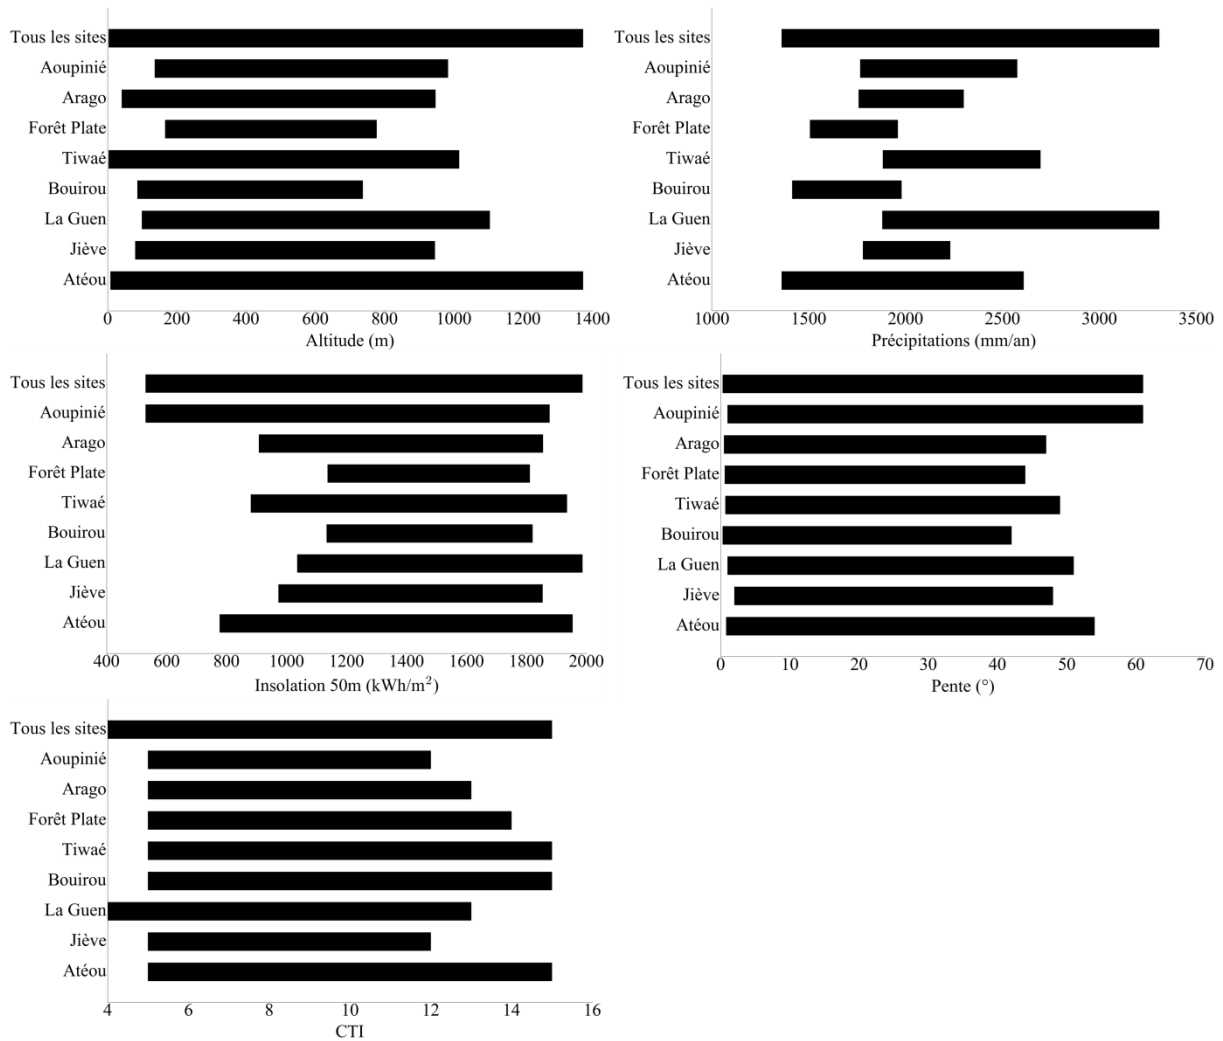 Tous les sites
Aoupinié
Arago
Forêt Plate
Tiwaé
Bouirou
La Guen
Jiève
Atéou
0 200 400 600 800 1000 1200 1400
Altitude (m)
Tous les sites
Aoupinié
Arago
Forêt Plate
Tiwaé
Bouirou
La Guen
Jiève
Atéou
1000 1500 2000 2500 3000 3500
Précipitations (mm/an)
Tous les sites
Aoupinié
Arago
Forêt Plate
Tiwaé
Bouirou
La Guen
Jiève
Atéou
400 600 800 1000 1200 1400 1600 1800 2000
Insolation 50m (kWh/m²)
Tous les sites
Aoupinié
Arago
Forêt Plate
Tiwaé
Bouirou
La Guen
Jiève
Atéou
0 10 20 30 40 50 60 70
Pente (°)
Tous les sites
Aoupinié
Arago
Forêt Plate
Tiwaé
Bouirou
La Guen
Jiève
Atéou
4 6 8 10 12 14 16
CTI